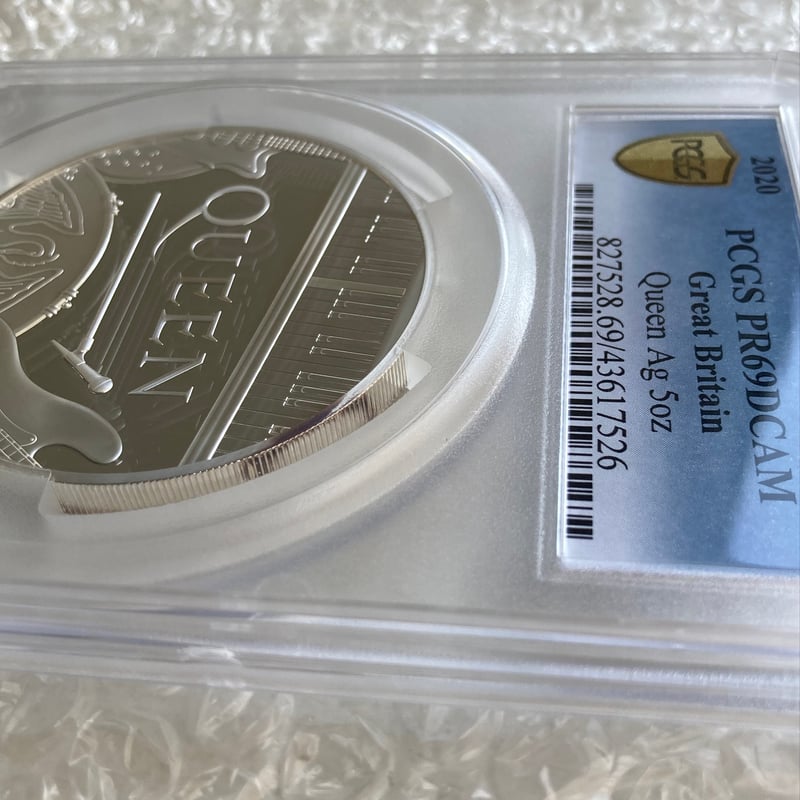 QUEEN
PCGS
2020
PCGS PR69DCAM
Great Britain
Queen Ag 5oz
827528.69/43617526